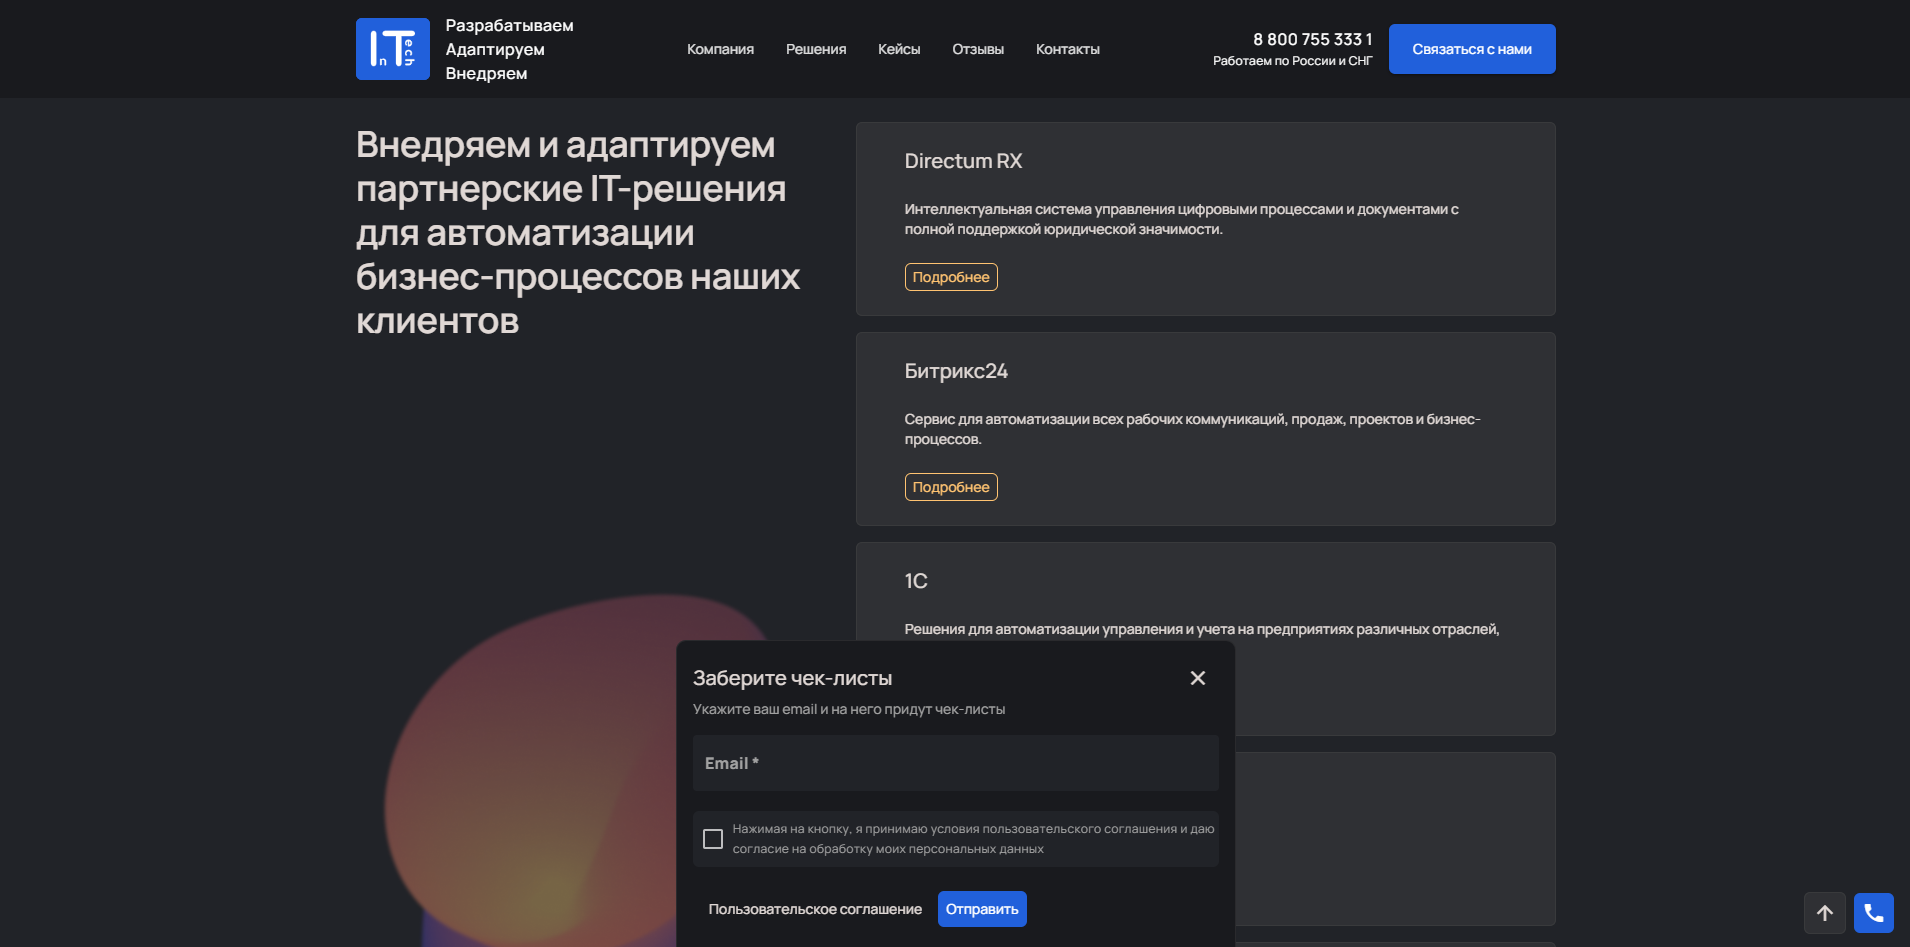 InTech
Разрабатываем
Адаптируем
Внедряем
Компания
Решения
Кейсы
Отзывы
Контакты
8 800 755 333 1
Работаем по России и СНГ
Связаться с нами
Внедряем и адаптируем
партнерские IT-решения
для автоматизации
бизнес-процессов наших
клиентов
Directum RX
Интеллектуальная система управления цифровыми процессами и документами с
полной поддержкой юридической значимости.
Подробнее
Битрикс24
Сервис для автоматизации всех рабочих коммуникаций, продаж, проектов и бизнес-
процессов.
Подробнее
1С
Решения для автоматизации управления и учета на предприятиях различных отраслей,
Заберите чек-листы
Укажите ваш email и на него придут чек-листы
Email *
Нажимая на кнопку, я принимаю условия пользовательского соглашения и даю
согласие на обработку моих персональных данных
Пользовательское соглашение
Отправить